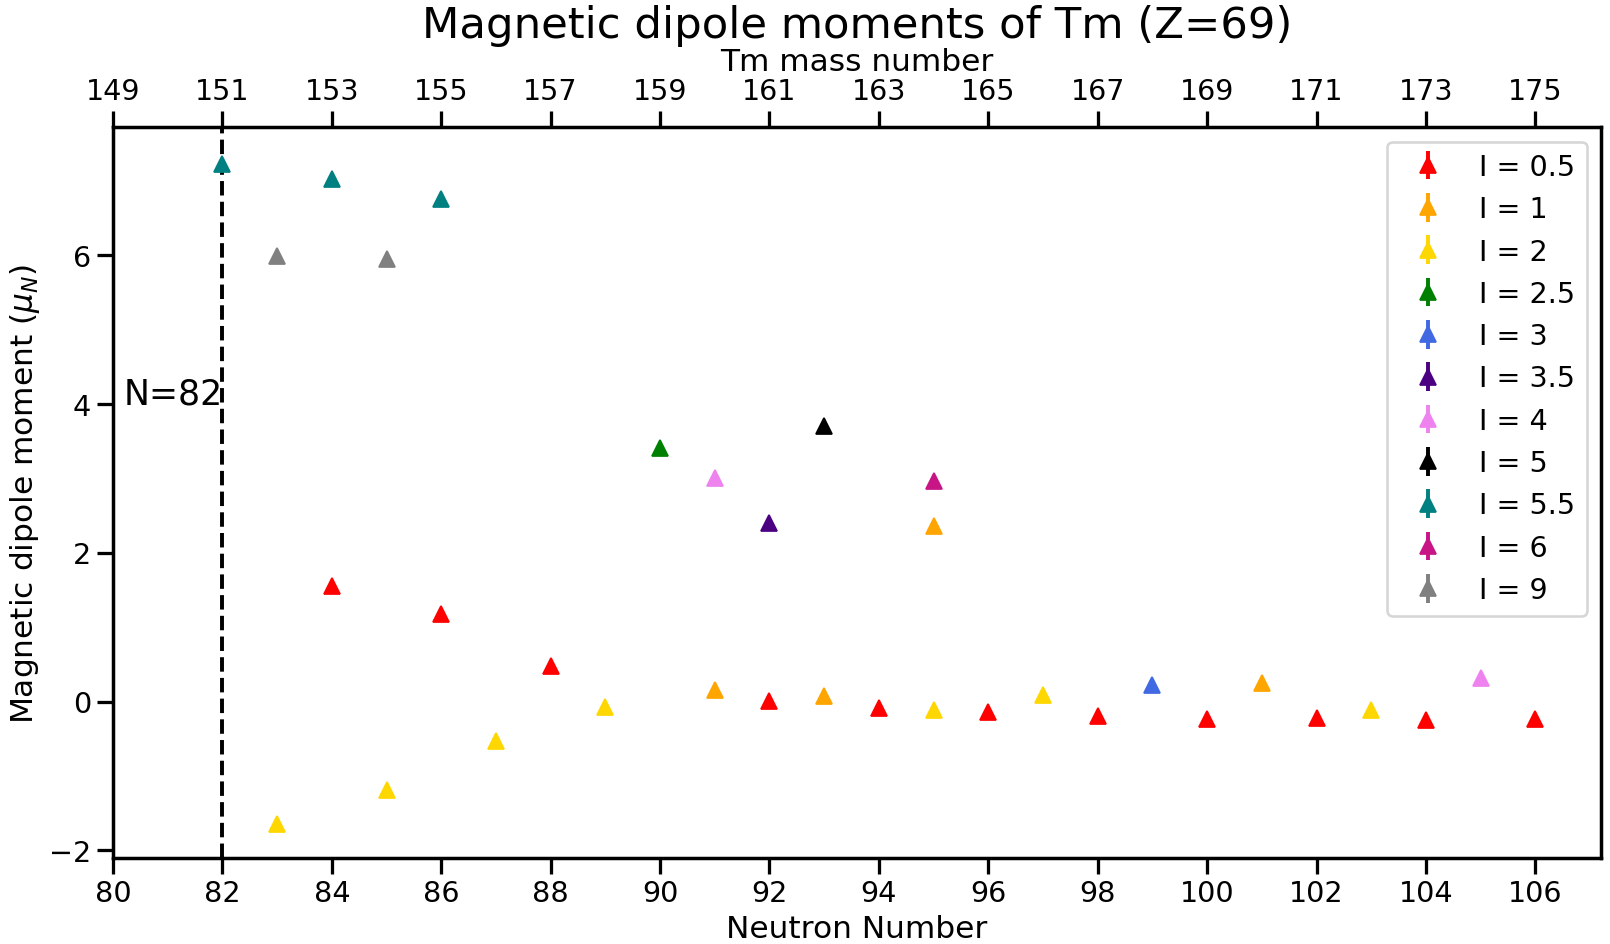 Magnetic dipole moments of Tm (Z=69)
Tm mass number
149 151 153 155 157 159 161 163 165 167 169 171 173 175
I = 0.5
I = 1
I = 2
I = 2.5
I = 3
I = 3.5
I = 4
I = 5
I = 5.5
I = 6
I = 9
6
4
2
0
−2
Magnetic dipole moment (μN)
N=82
80 82 84 86 88 90 92 94 96 98 100 102 104 106
Neutron Number